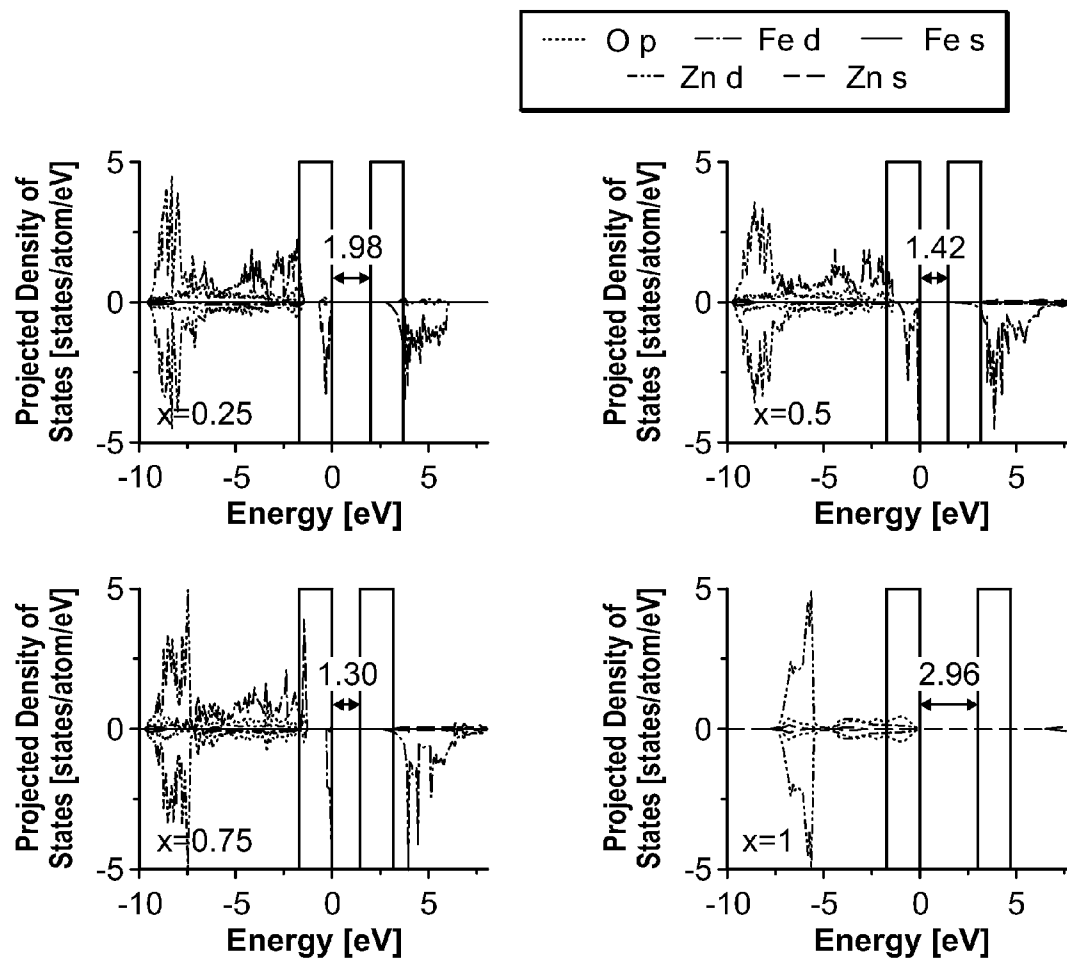 O p Fe d Fe s
Zn d Zn s
Projected Density of
States [states/atom/eV]
5
0
-5
1.98
x=0.25
-10 -5 0 5
Energy [eV]
Projected Density of
States [states/atom/eV]
5
0
-5
1.42
x=0.5
-10 -5 0 5
Energy [eV]
Projected Density of
States [states/atom/eV]
5
0
-5
1.30
x=0.75
-10 -5 0 5
Energy [eV]
Projected Density of
States [states/atom/eV]
5
0
-5
2.96
x=1
-10 -5 0 5
Energy [eV]